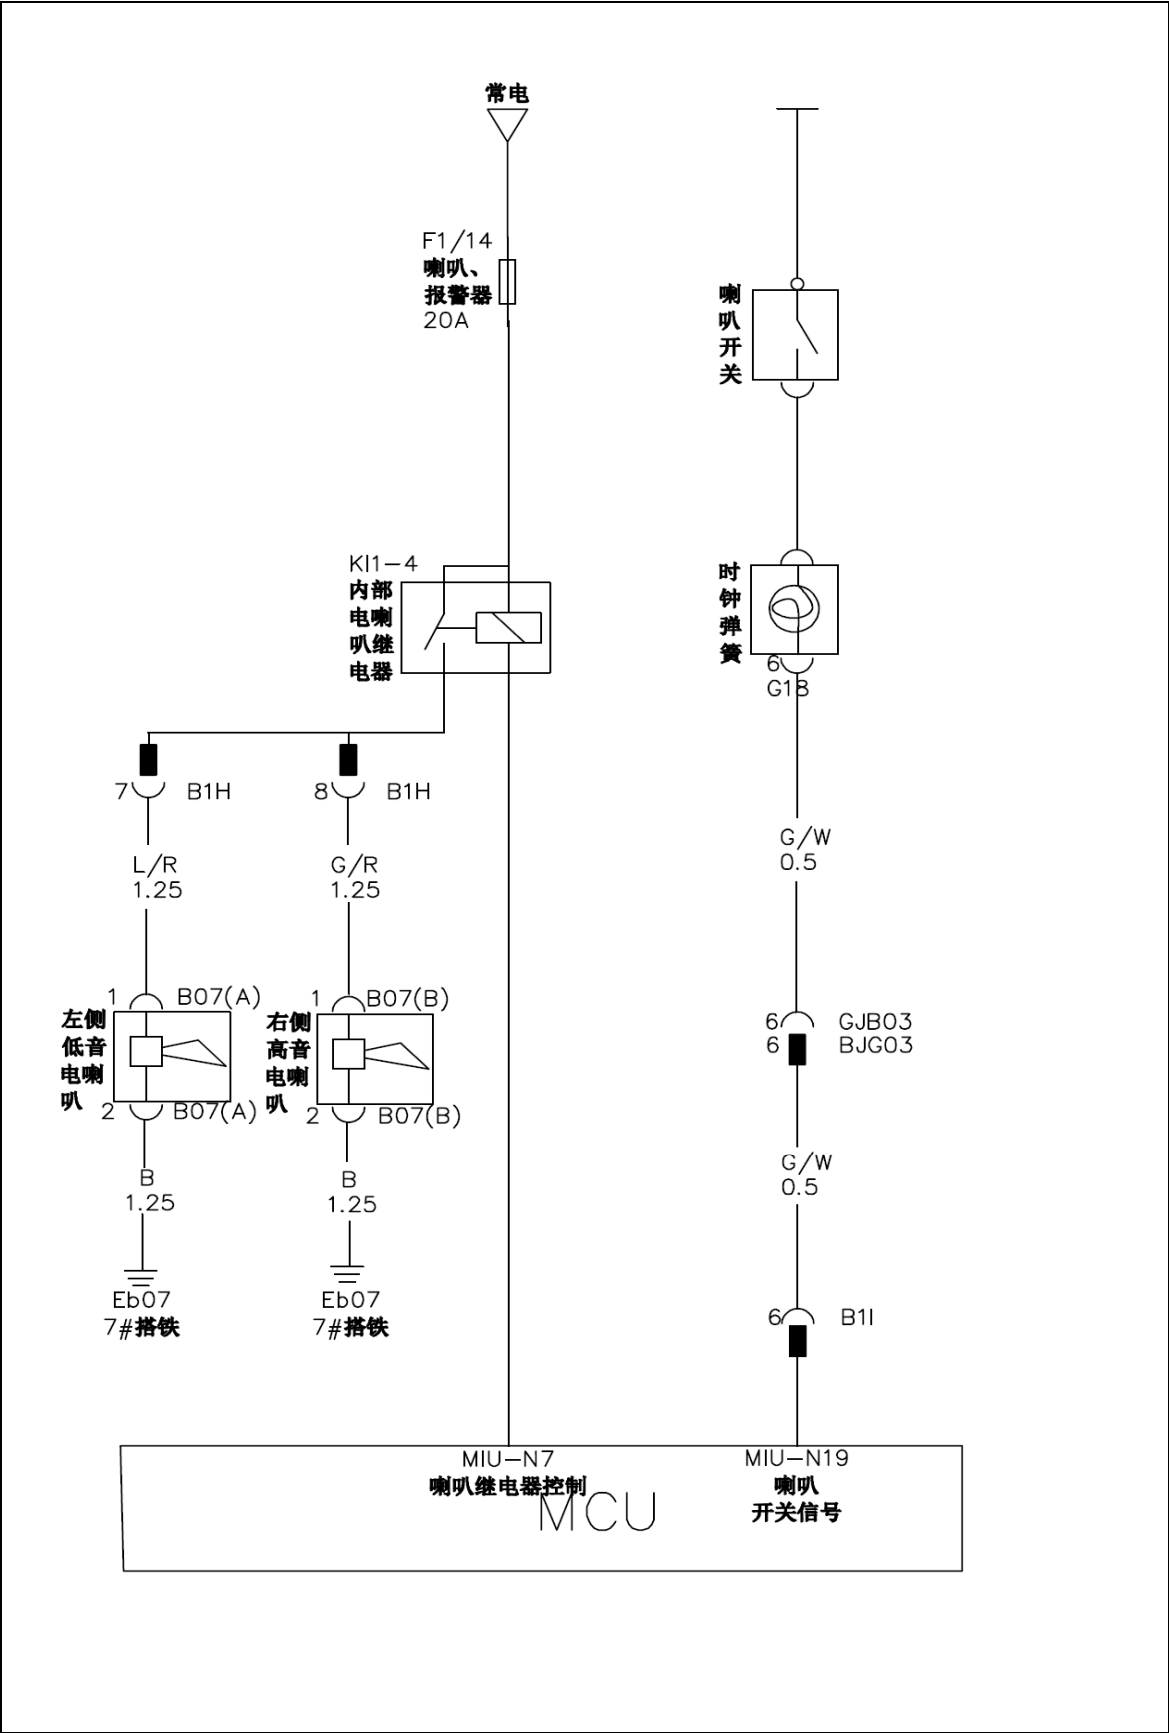 常电
F1/14
喇叭、
报警器
20A
喇
叭
开
关
KI1-4
内部
电喇
叭继
电器
时
钟
弹
簧
6
G18
7
B1H
8
B1H
G/W
0.5
L/R
1.25
G/R
1.25
1
B07(A)
左侧
低音
电喇
叭
2
B07(A)
1
B07(B)
右侧
高音
电喇
叭
2
B07(B)
6
GJB03
6
BJG03
B
1.25
B
1.25
G/W
0.5
Eb07
7#搭铁
Eb07
7#搭铁
6
B1I
MIU-N7
喇叭继电器控制
MCU
MIU-N19
喇叭
开关信号